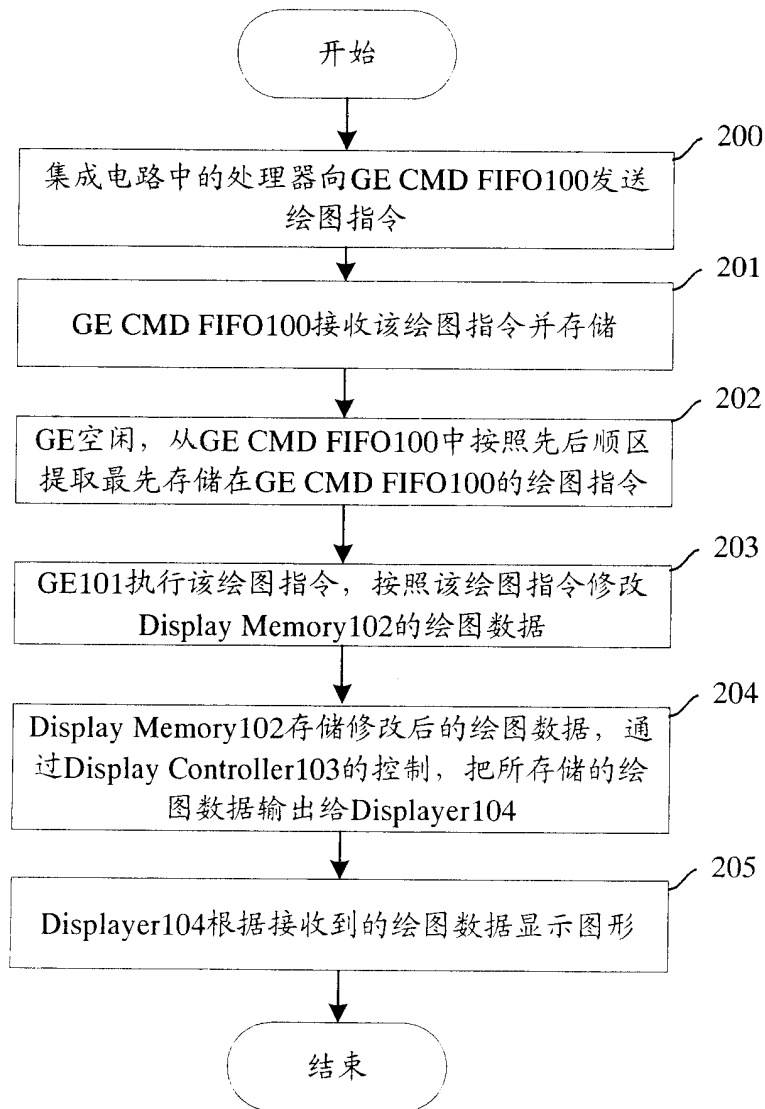 开始
200
集成电路中的处理器向GE CMD FIFO100发送
绘图指令
201
GE CMD FIFO100接收该绘图指令并存储
202
GE空闲，从GE CMD FIFO100中按照先后顺区
提取最先存储在GE CMD FIFO100的绘图指令
203
GE101执行该绘图指令，按照该绘图指令修改
Display Memory102的绘图数据
204
Display Memory102存储修改后的绘图数据，通
过Display Controller103的控制，把所存储的绘
图数据输出给Displayer104
205
Displayer104根据接收到的绘图数据显示图形
结束